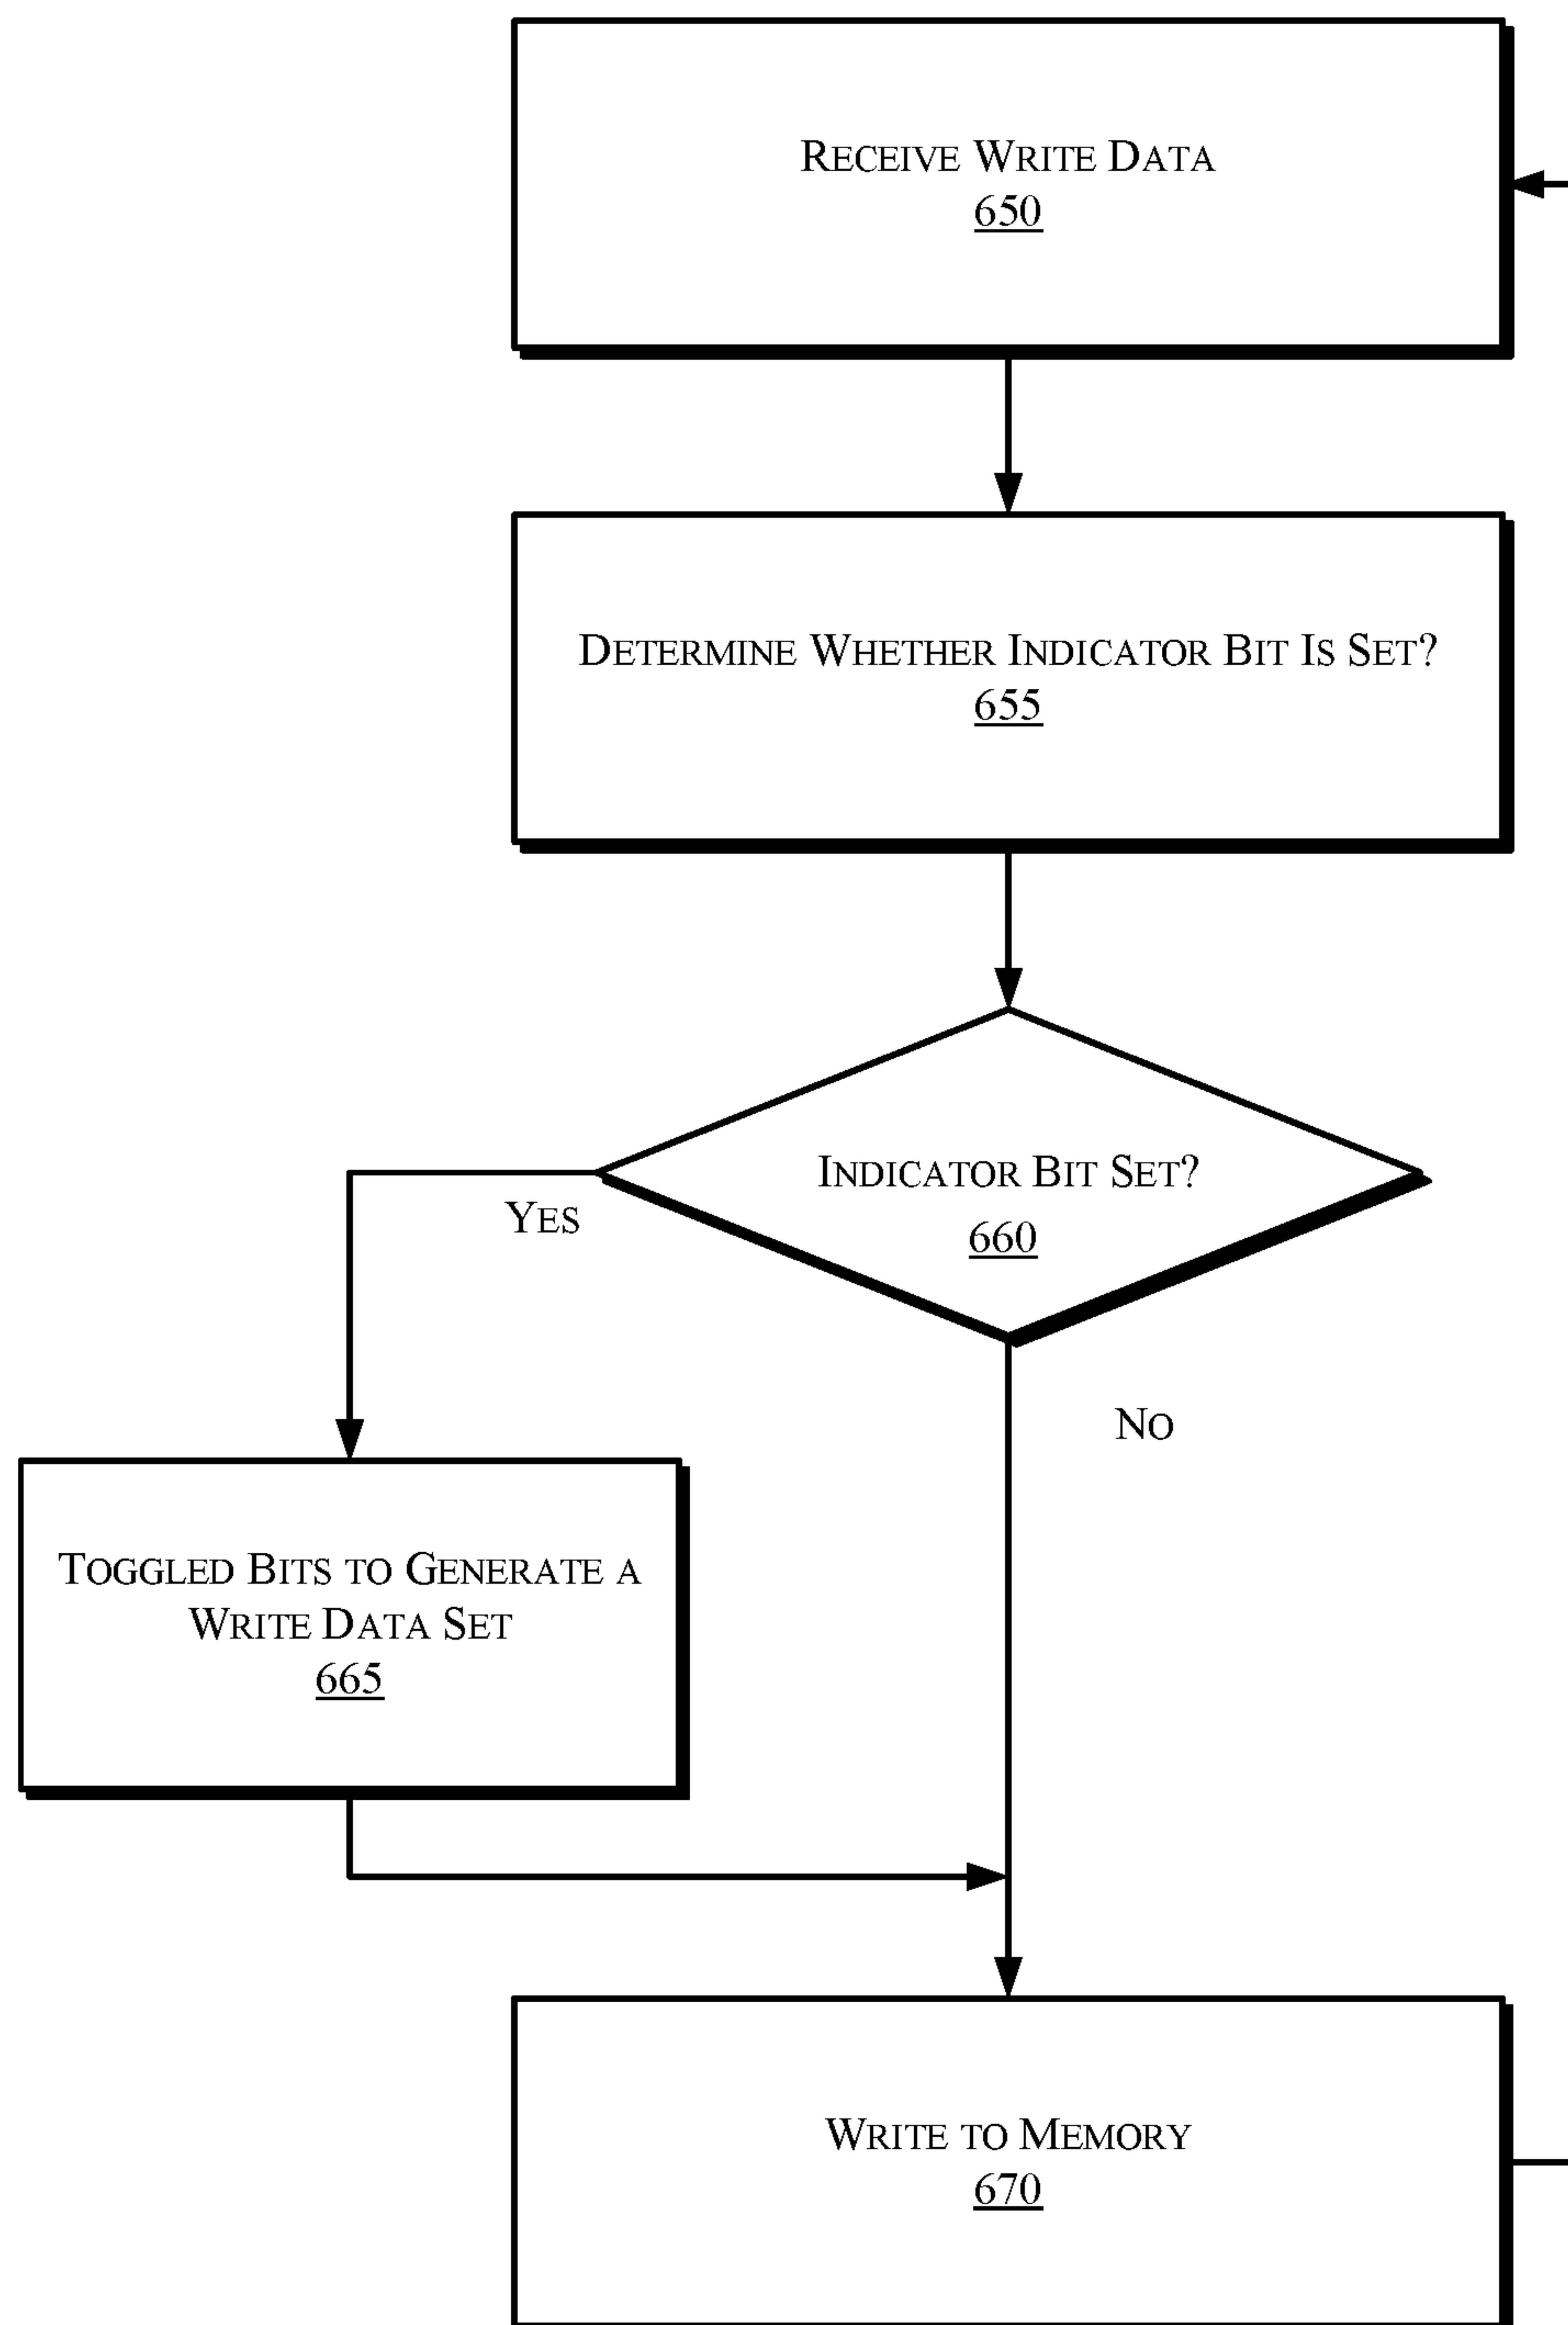 RECEIVE WRITE DATA
650
DETERMINE WHETHER INDICATOR BIT IS SET?
655
INDICATOR BIT SET?
660
YES
NO
TOGGLED BITS TO GENERATE A
WRITE DATA SET
665
WRITE TO MEMORY
670